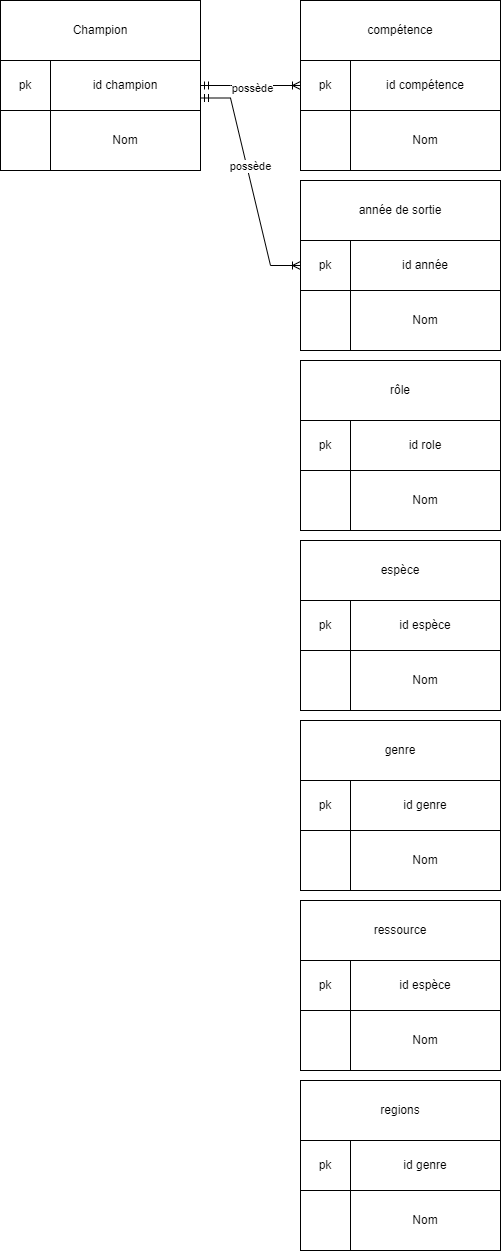 Champion
pk
id champion
Nom
possède
possède
compétence
pk
id compétence
Nom
année de sortie
pk
id année
Nom
rôle
pk
id role
Nom
espèce
pk
id espèce
Nom
genre
pk
id genre
Nom
ressource
pk
id espèce
Nom
regions
pk
id genre
Nom